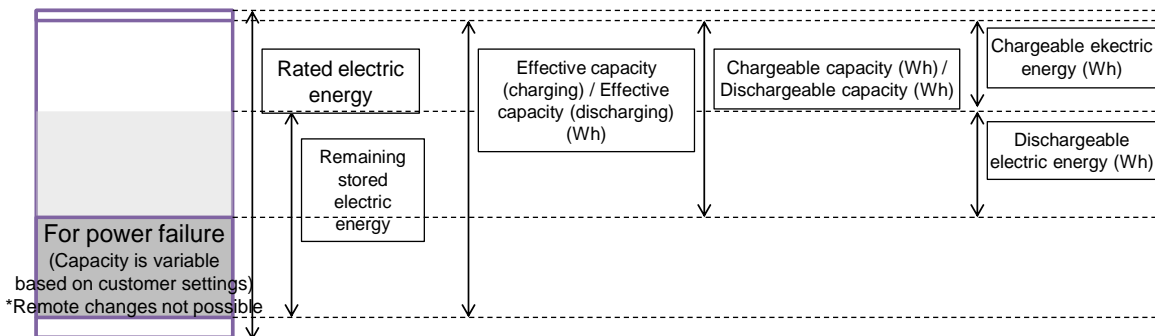 Rated electric
energy
Remaining
stored
electric
energy
Effective capacity
(charging) / Effective
capacity (discharging)
(Wh)
Chargeable capacity (Wh) /
Dischargeable capacity (Wh)
Chargeable ekectric
energy (Wh)
Dischargeable
electric energy (Wh)
For power failure
(Capacity is variable
based on customer settings)
*Remote changes not possible